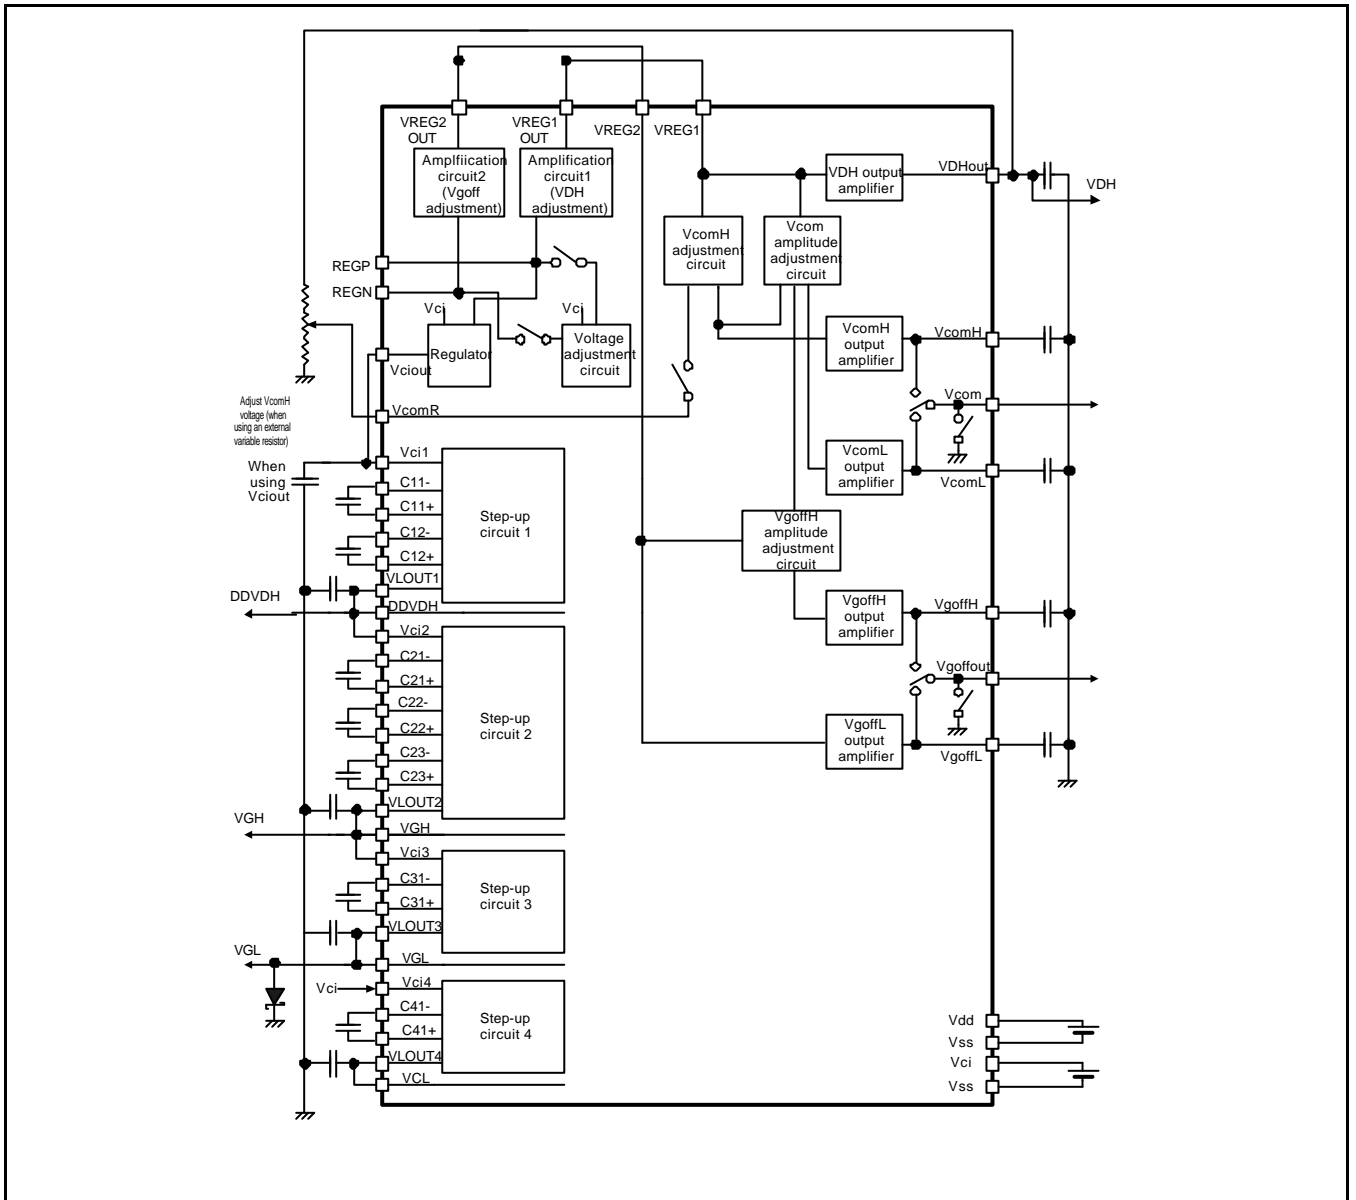 VREG2
OUT
VREG1
OUT
VREG2
VREG1
Amplfiication
circuit2
(Vgoff
adjustment)
Amplification
circuit1
(VDH
adjustment)
VDH output
amplifier
VDHout
VDH
VcomH
adjustment
circuit
Vcom
amplitude
adjustment
circuit
REGP
REGN
Vci
Vci
Regulator
Voltage
adjustment
circuit
Vciout
VcomH
output
amplifier
VcomH
Vcom
Adjust VcomH
voltage (when
using an external
variable resistor)
VcomR
When
using
Vciout
Vci1
C11-
C11+
C12-
C12+
VLOUT1
Step-up
circuit 1
VcomL
output
amplifier
VcomL
VgoffH
amplitude
adjustment
circuit
DDVDH
DDVDH
Vci2
C21-
C21+
C22-
C22+
C23-
C23+
VLOUT2
Step-up
circuit 2
VgoffH
output
amplifier
VgoffH
Vgoffout
VgoffL
output
amplifier
VgoffL
VGH
VGH
Vci3
C31-
C31+
VLOUT3
Step-up
circuit 3
VGL
VGL
Vci
Vci4
C41-
C41+
VLOUT4
VCL
Step-up
circuit 4
Vdd
Vss
Vci
Vss